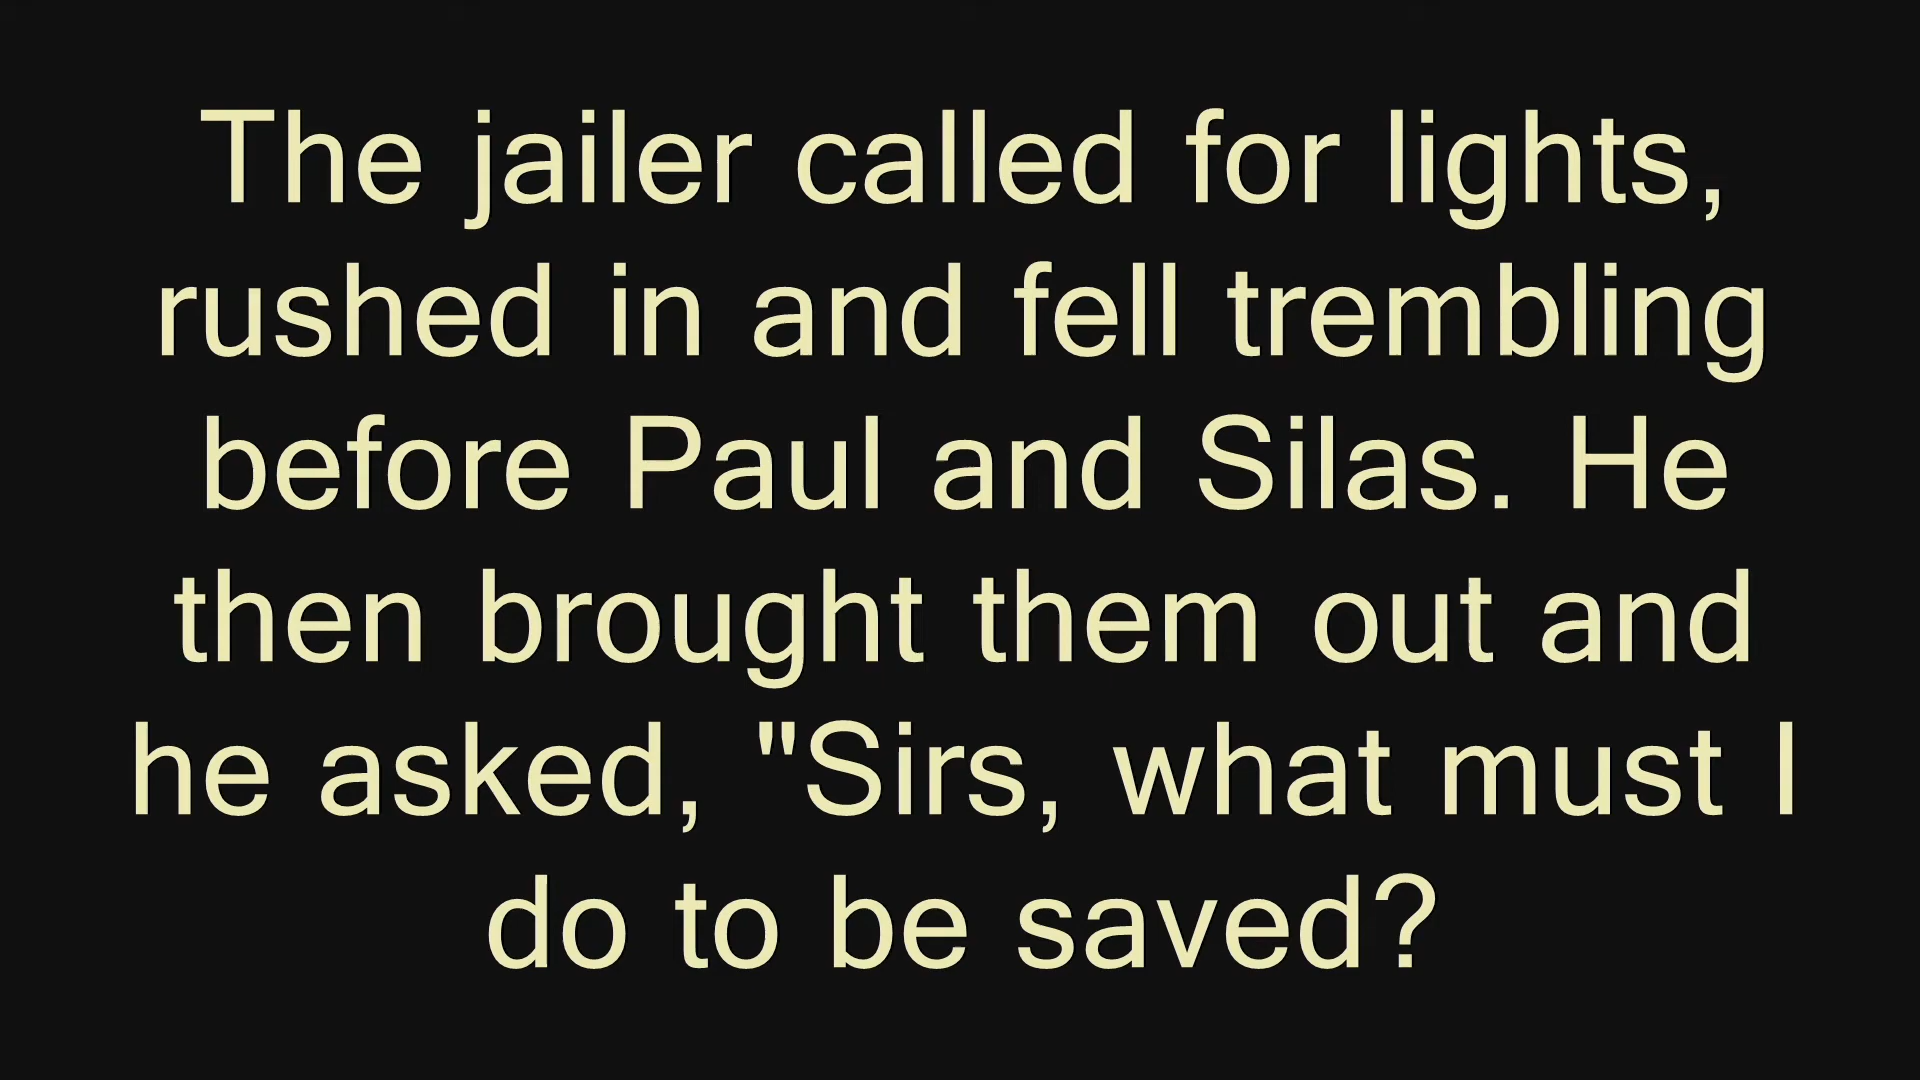 The jailer called for lights,
rushed in and fell trembling
before Paul and Silas. He
then brought them out and
he asked, "Sirs, what must I
do to be saved?